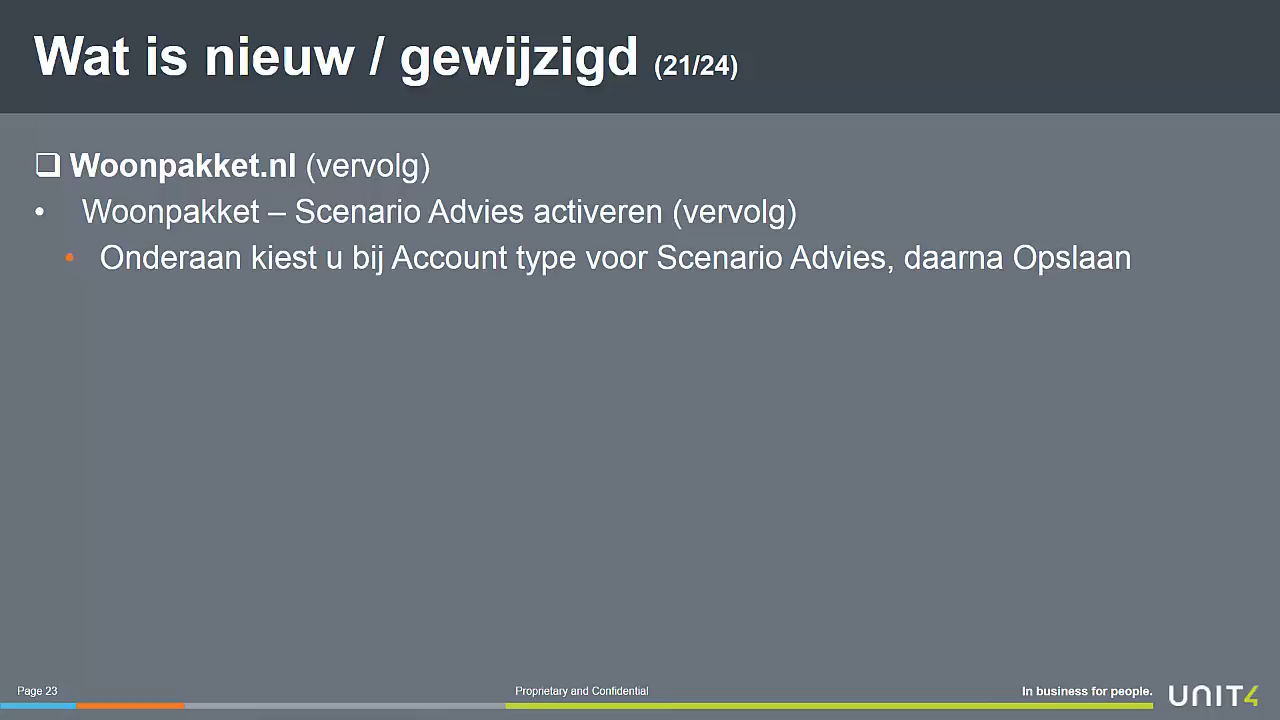 Wat is nieuw / gewijzigd (21/24)
❑ Woonpakket.nl (vervolg)
• Woonpakket – Scenario Advies activeren (vervolg)
• Onderaan kiest u bij Account type voor Scenario Advies, daarna Opslaan
Page 23
Proprietary and Confidential
In business for people.
UNIT4